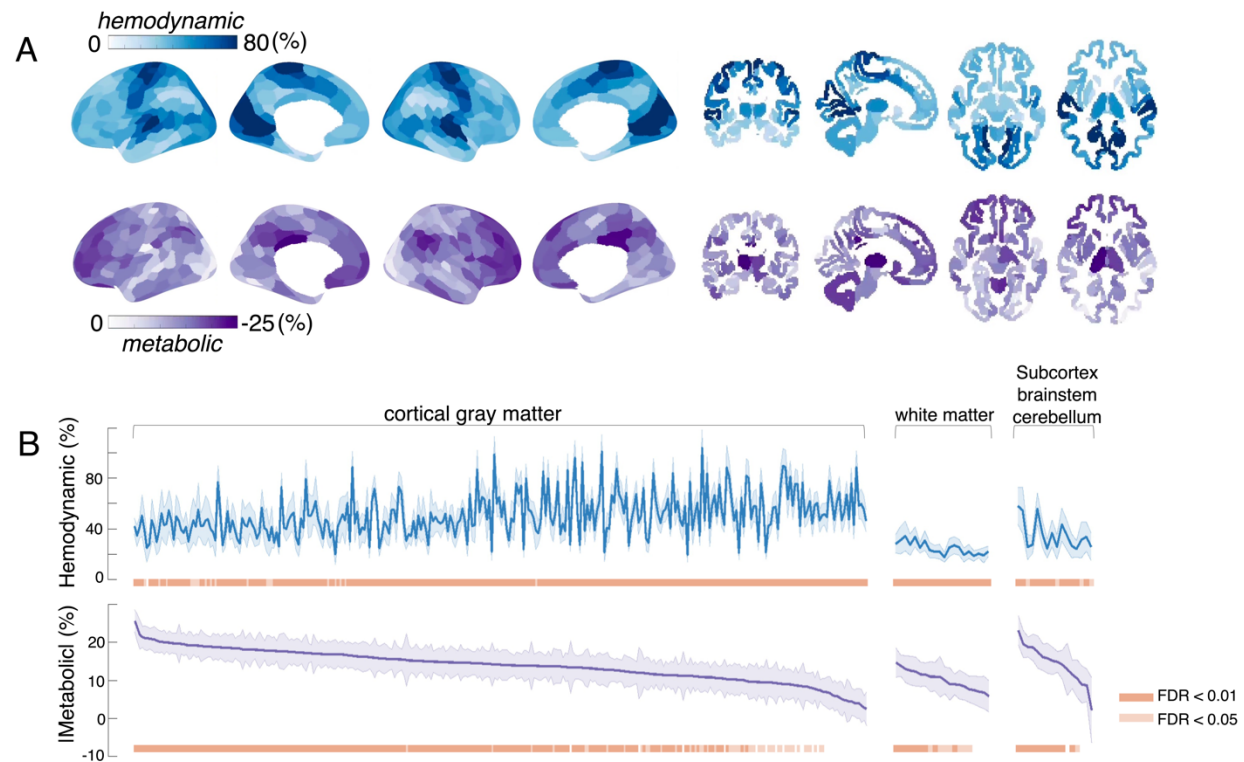 A
hemodynamic
0 80 (%)
0 -25 (%)
metabolic
B
cortical gray matter
white matter
Subcortex
brainstem
cerebellum
Hemodynamic (%)
80
40
0
|Metabolic| (%)
20
10
0
-10
FDR < 0.01
FDR < 0.05